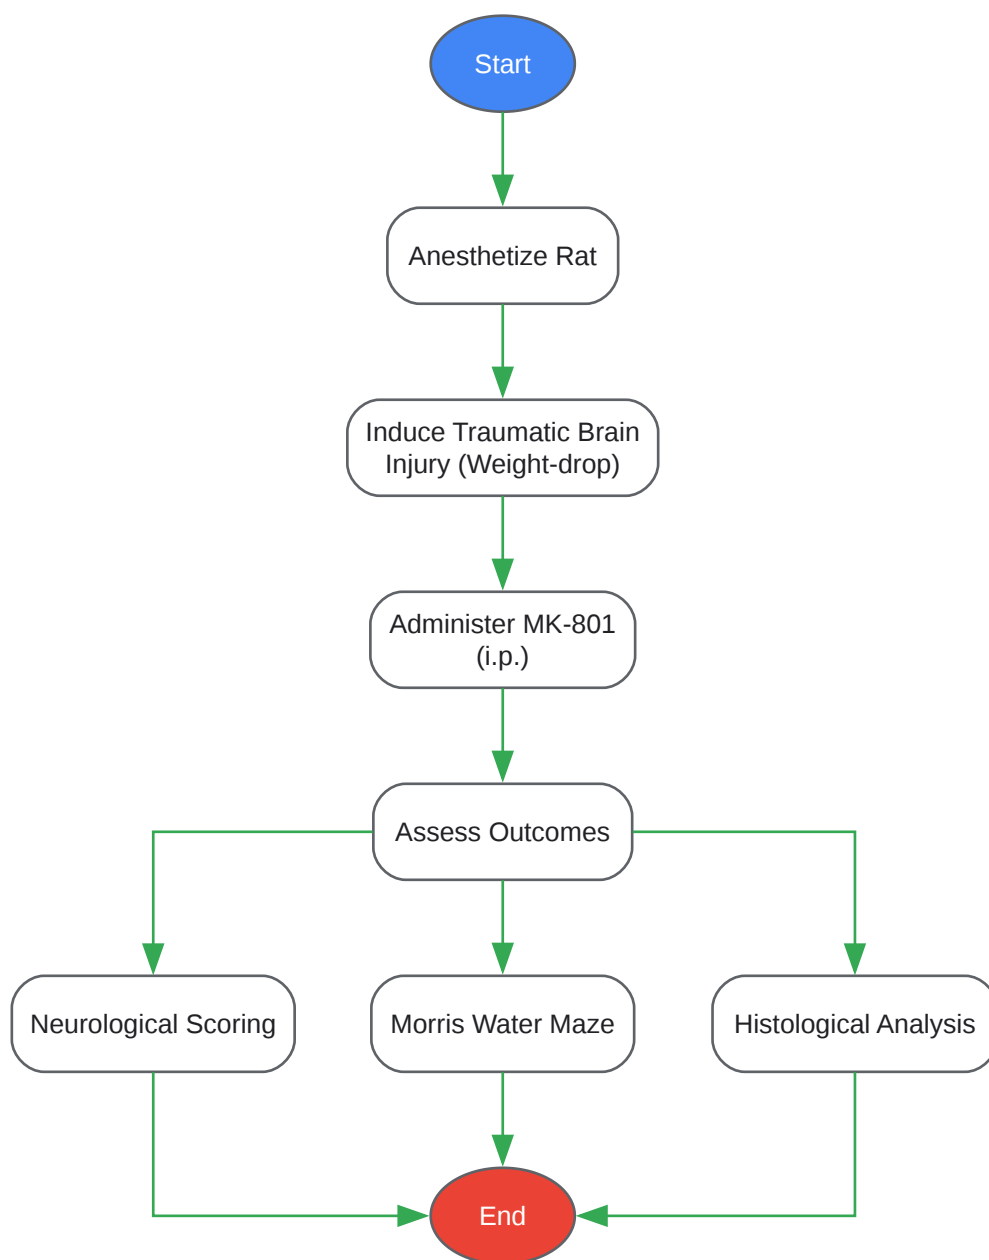 Start
Anesthetize Rat
Induce Traumatic Brain
Injury (Weight-drop)
Administer MK-801
(i.p.)
Assess Outcomes
Neurological Scoring
Morris Water Maze
Histological Analysis
End